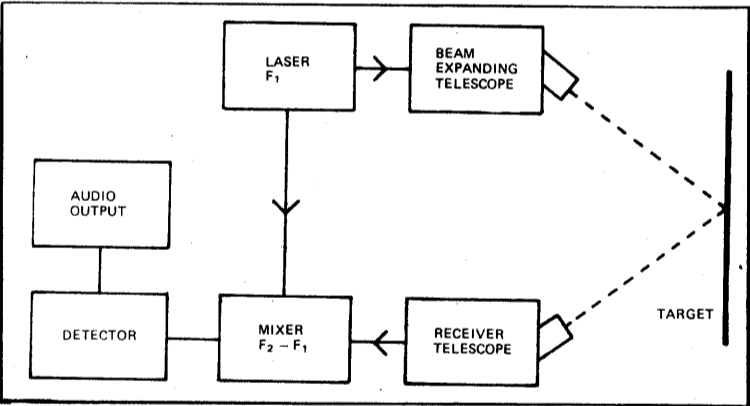 LASER
F₁
BEAM
EXPANDING
TELESCOPE
AUDIO
OUTPUT
DETECTOR
MIXER
F₂ – F₁
RECEIVER
TELESCOPE
TARGET